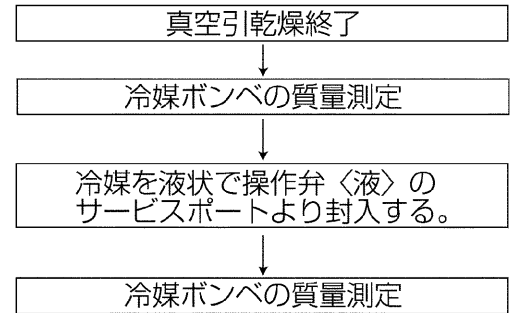 真空引乾燥終了
冷媒ボンベの質量測定
冷媒を液状で操作弁〈液〉の
サービスポートより封入する。
冷媒ボンベの質量測定